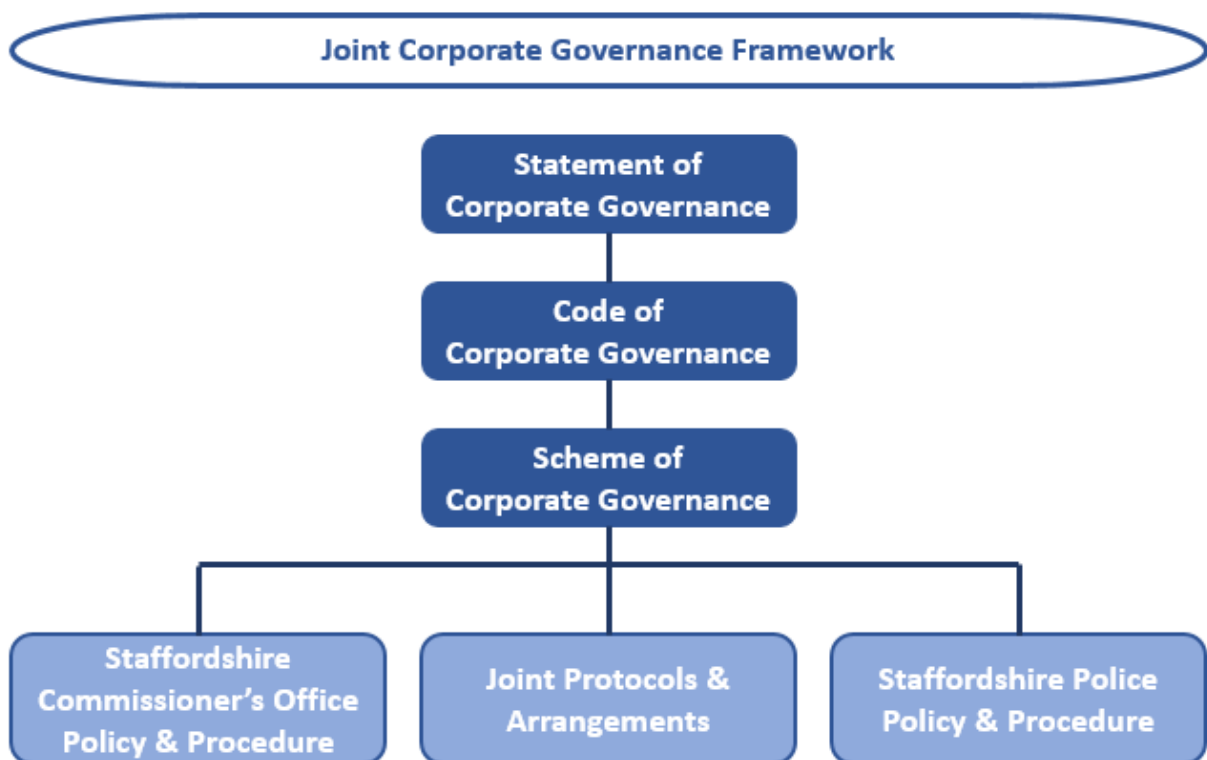 Joint Corporate Governance Framework
Statement of
Corporate Governance
Code of
Corporate Governance
Scheme of
Corporate Governance
Staffordshire
Commissioner’s Office
Policy & Procedure
Joint Protocols &
Arrangements
Staffordshire Police
Policy & Procedure